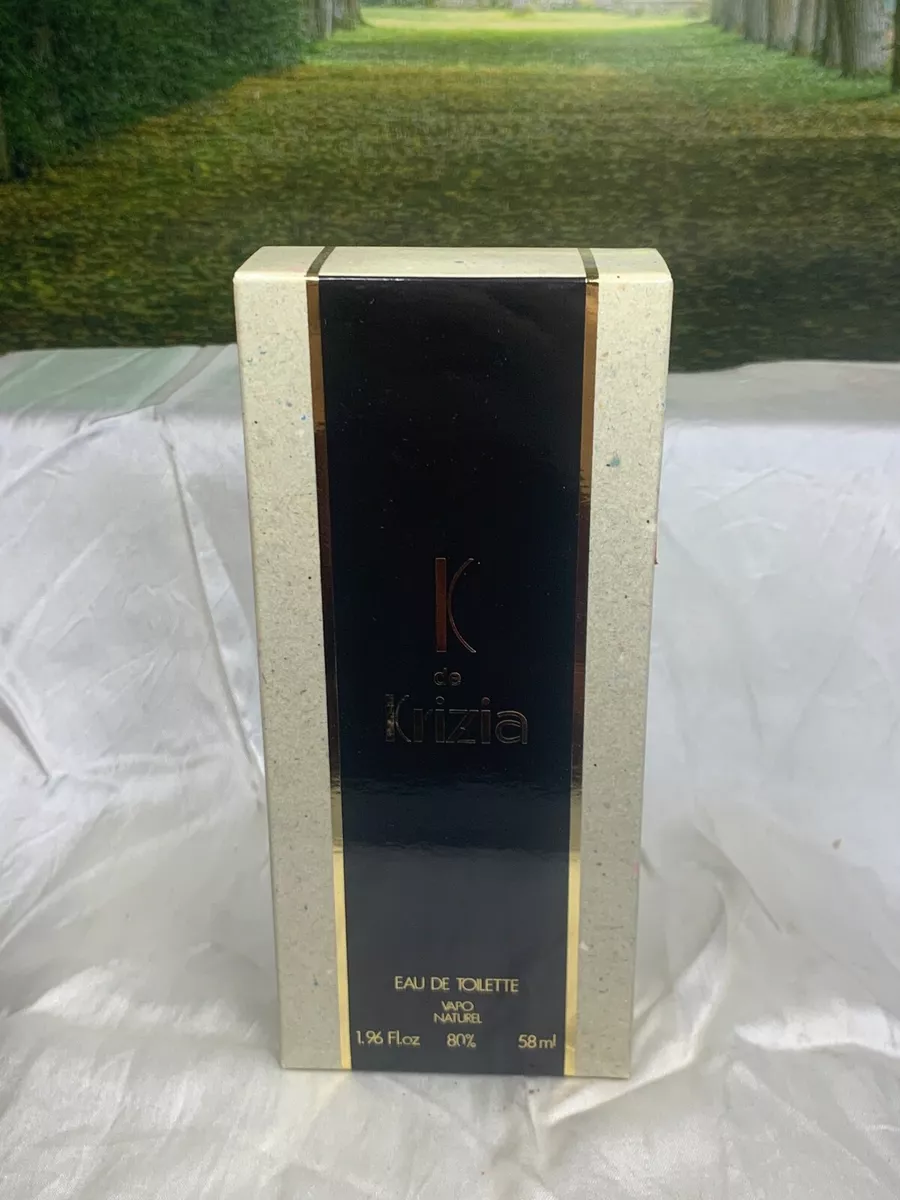 K
de
Krizia
EAU DE TOILETTE
VAPO
NATUREL
1.96 Fl.oz 80% 58 ml